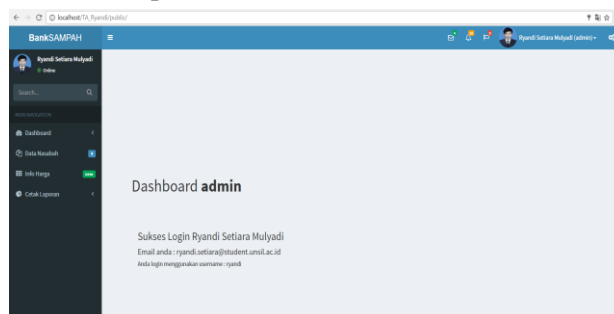 localhost/TA_Ryandi/public/
BankSAMPAH
Ryandi Setiara Mulyadi (admin)
Ryandi Setiara Mulyadi
Online
Search...
MAIN NAVIGATION
Dashboard
Data Nasabah
Info Harga
new
Cetak Laporan
Dashboard admin
Sukses Login Ryandi Setiara Mulyadi
Email anda : ryandi.setiara@student.unsil.ac.id
Anda login menggunakan username : ryandi